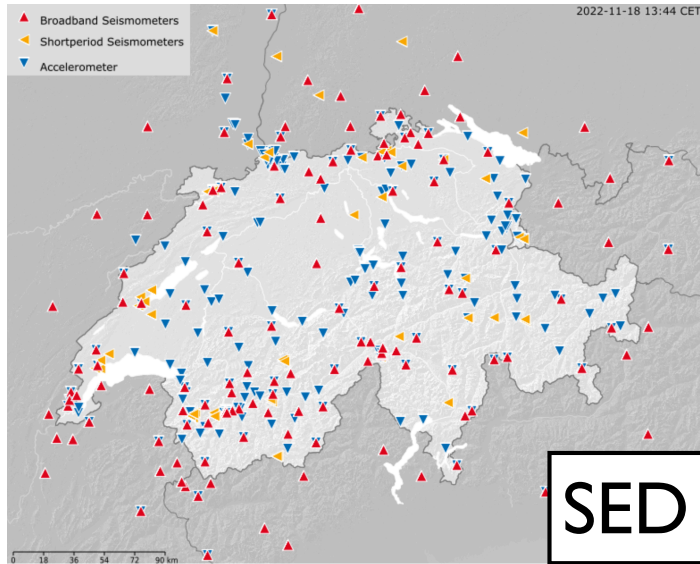 2022-11-18 13:44 CET
Broadband Seismometers
Shortperiod Seismometers
Accelerometer
SED
0 18 36 54 72 90 km